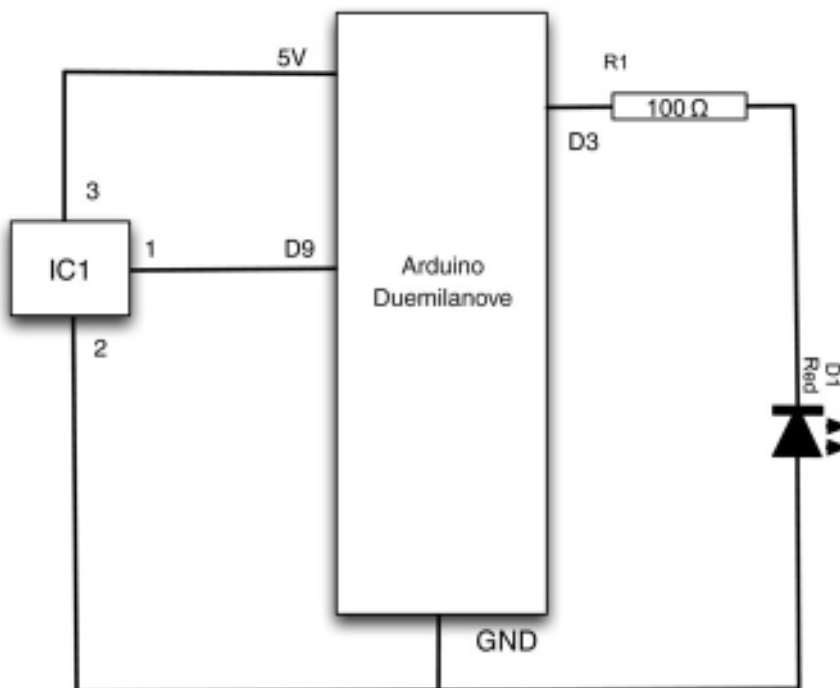 5V
R1
100 Ω
D3
3
IC1
1
D9
Arduino
Duemilanove
2
D1
Red
GND